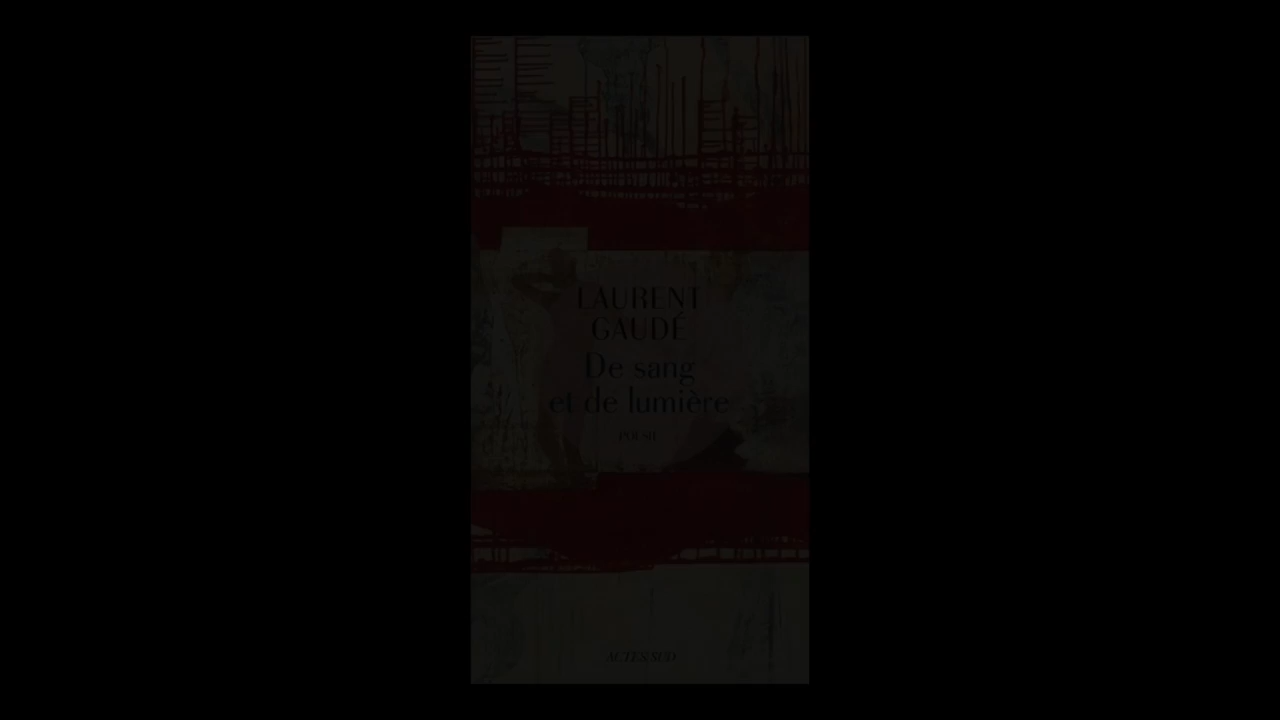 LAURENT
GAUDÉ
De sang
et de lumière
POÉSIE
ACTES SUD